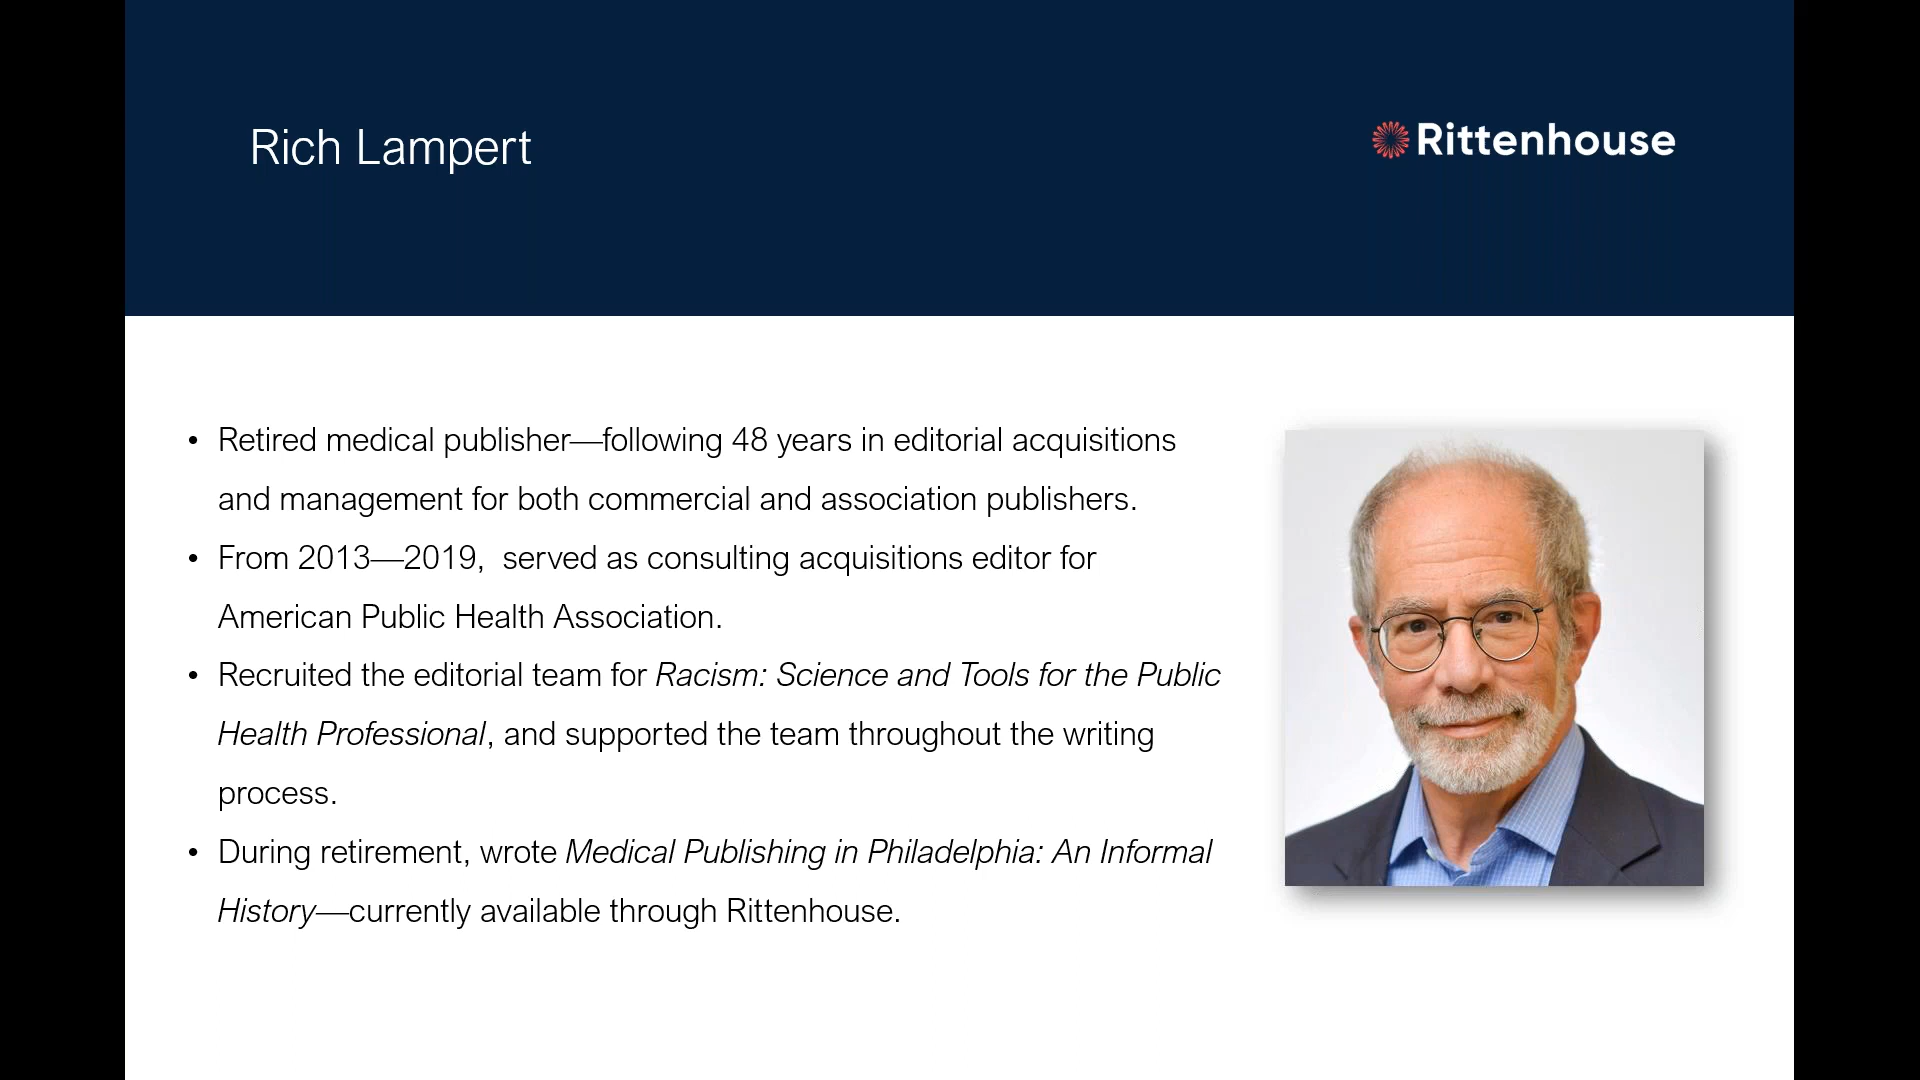 Rich Lampert
Rittenhouse
• Retired medical publisher—following 48 years in editorial acquisitions
and management for both commercial and association publishers.
• From 2013—2019,  served as consulting acquisitions editor for
American Public Health Association.
• Recruited the editorial team for Racism: Science and Tools for the Public
Health Professional, and supported the team throughout the writing
process.
• During retirement, wrote Medical Publishing in Philadelphia: An Informal
History—currently available through Rittenhouse.